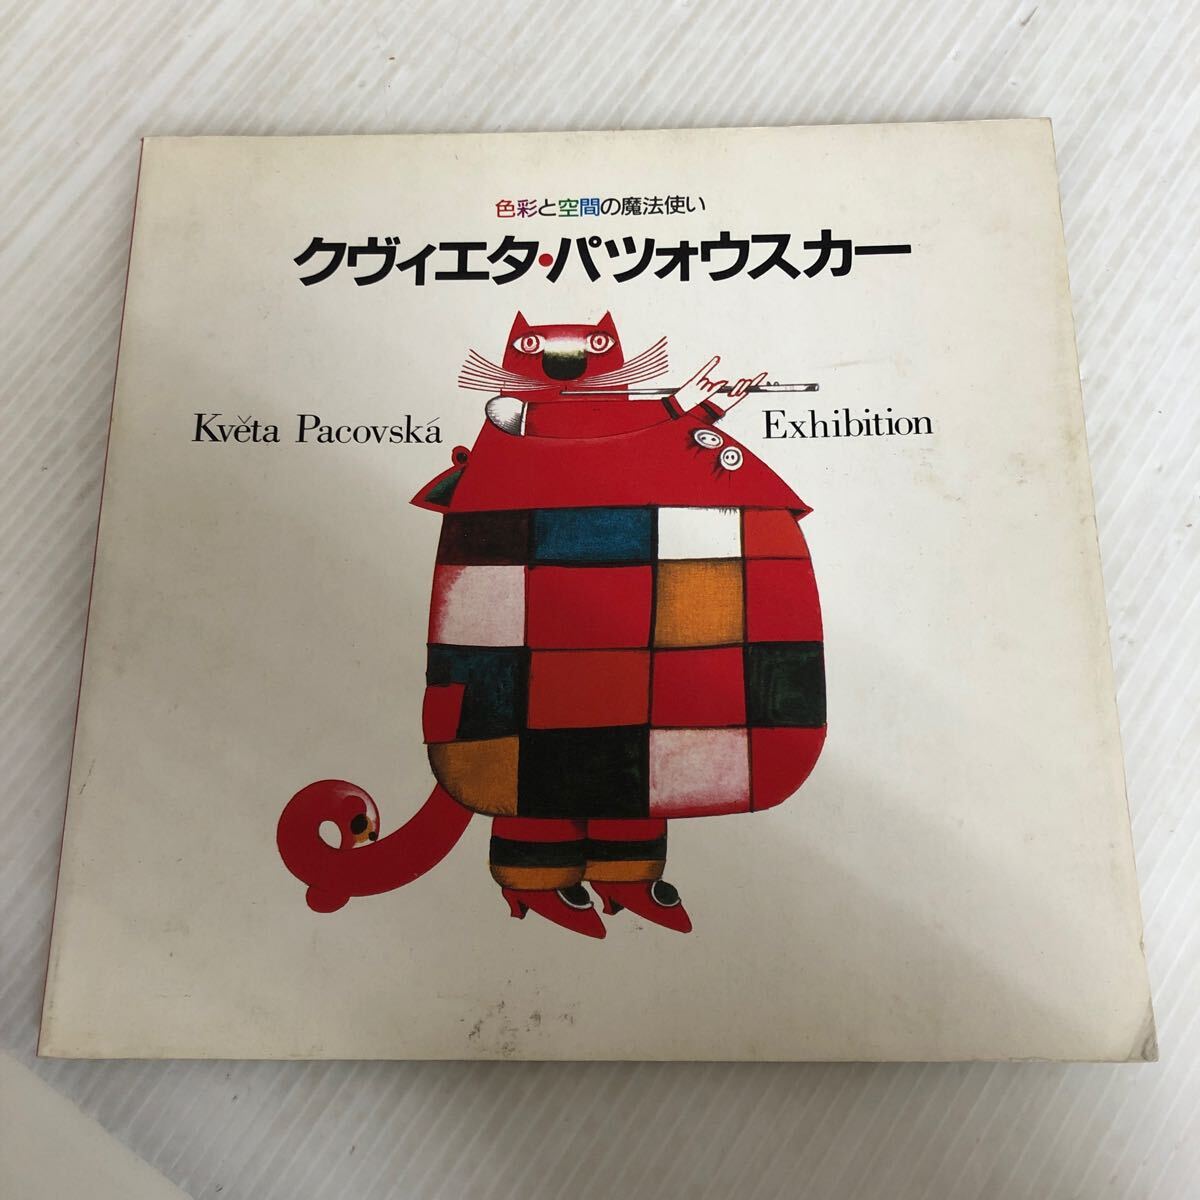 色彩と空間の魔法使い
クヴィエタ・パツォウスカー
Květa Pacovská Exhibition